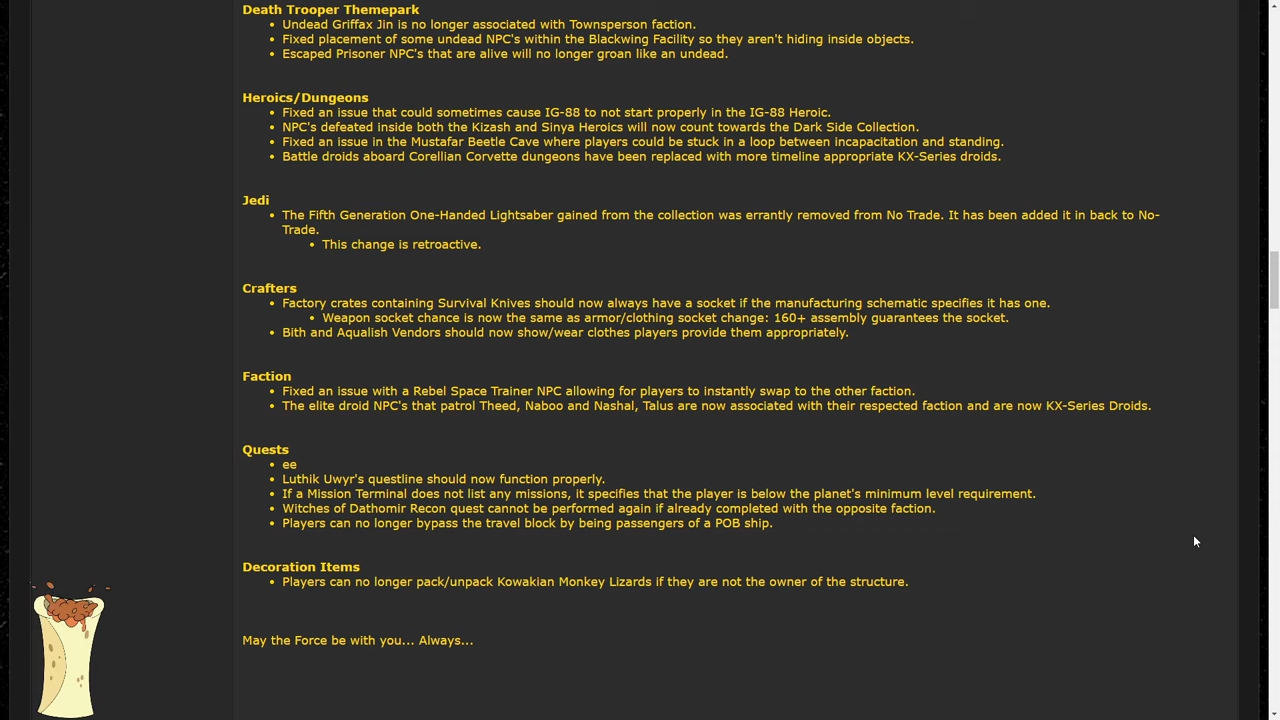 Death Trooper Themepark
• Undead Griffax Jin is no longer associated with Townsperson faction.
• Fixed placement of some undead NPC's within the Blackwing Facility so they aren't hiding inside objects.
• Escaped Prisoner NPC's that are alive will no longer groan like an undead.
Heroics/Dungeons
• Fixed an issue that could sometimes cause IG-88 to not start properly in the IG-88 Heroic.
• NPC's defeated inside both the Kizash and Sinya Heroics will now count towards the Dark Side Collection.
• Fixed an issue in the Mustafar Beetle Cave where players could be stuck in a loop between incapacitation and standing.
• Battle droids aboard Corellian Corvette dungeons have been replaced with more timeline appropriate KX-Series droids.
Jedi
• The Fifth Generation One-Handed Lightsaber gained from the collection was errantly removed from No Trade. It has been added it in back to No-
Trade.
• This change is retroactive.
Crafters
• Factory crates containing Survival Knives should now always have a socket if the manufacturing schematic specifies it has one.
• Weapon socket chance is now the same as armor/clothing socket change: 160+ assembly guarantees the socket.
• Bith and Aqualish Vendors should now show/wear clothes players provide them appropriately.
Faction
• Fixed an issue with a Rebel Space Trainer NPC allowing for players to instantly swap to the other faction.
• The elite droid NPC's that patrol Theed, Naboo and Nashal, Talus are now associated with their respected faction and are now KX-Series Droids.
Quests
• ee
• Luthik Uwyr's questline should now function properly.
• If a Mission Terminal does not list any missions, it specifies that the player is below the planet's minimum level requirement.
• Witches of Dathomir Recon quest cannot be performed again if already completed with the opposite faction.
• Players can no longer bypass the travel block by being passengers of a POB ship.
Decoration Items
• Players can no longer pack/unpack Kowakian Monkey Lizards if they are not the owner of the structure.
May the Force be with you... Always...